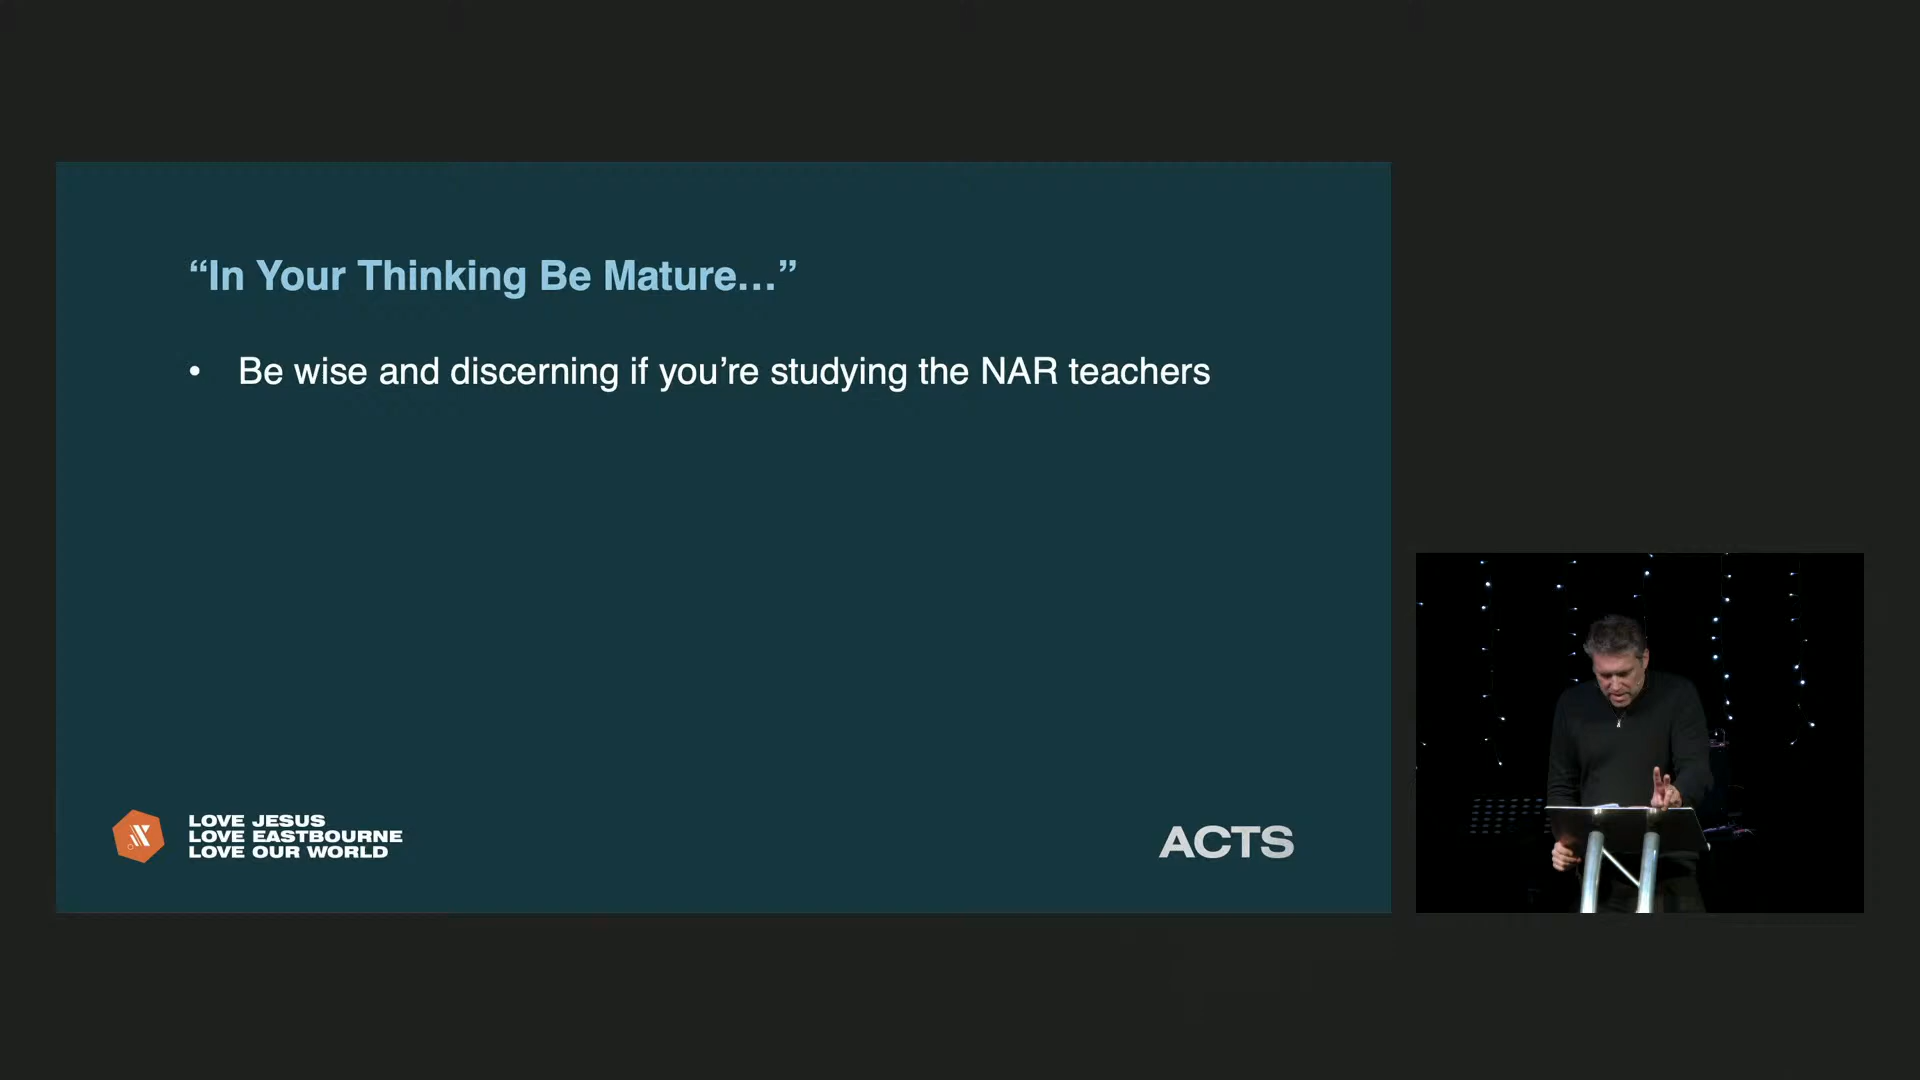 “In Your Thinking Be Mature…”
• Be wise and discerning if you’re studying the NAR teachers
LOVE JESUS
LOVE EASTBOURNE
LOVE OUR WORLD
ACTS